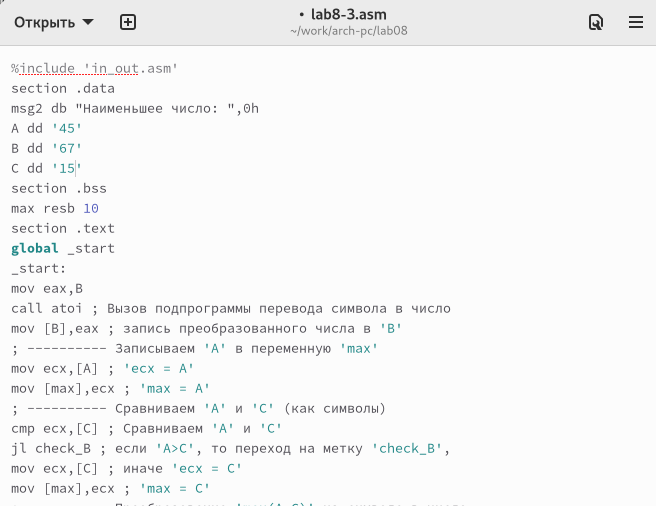 Открыть
• lab8-3.asm
~/work/arch-pc/lab08
%include 'in_out.asm'
section .data
msg2 db "Наименьшее число: ",0h
A dd '45'
B dd '67'
C dd '15'
section .bss
max resb 10
section .text
global _start
_start:
mov eax,B
call atoi ; Вызов подпрограммы перевода символа в число
mov [B],eax ; запись преобразованного числа в 'B'
; ---------- Записываем 'A' в переменную 'max'
mov ecx,[A] ; 'ecx = A'
mov [max],ecx ; 'max = A'
; ---------- Сравниваем 'A' и 'C' (как символы)
cmp ecx,[C] ; Сравниваем 'A' и 'C'
jl check_B ; если 'A>C', то переход на метку 'check_B',
mov ecx,[C] ; иначе 'ecx = C'
mov [max],ecx ; 'max = C'